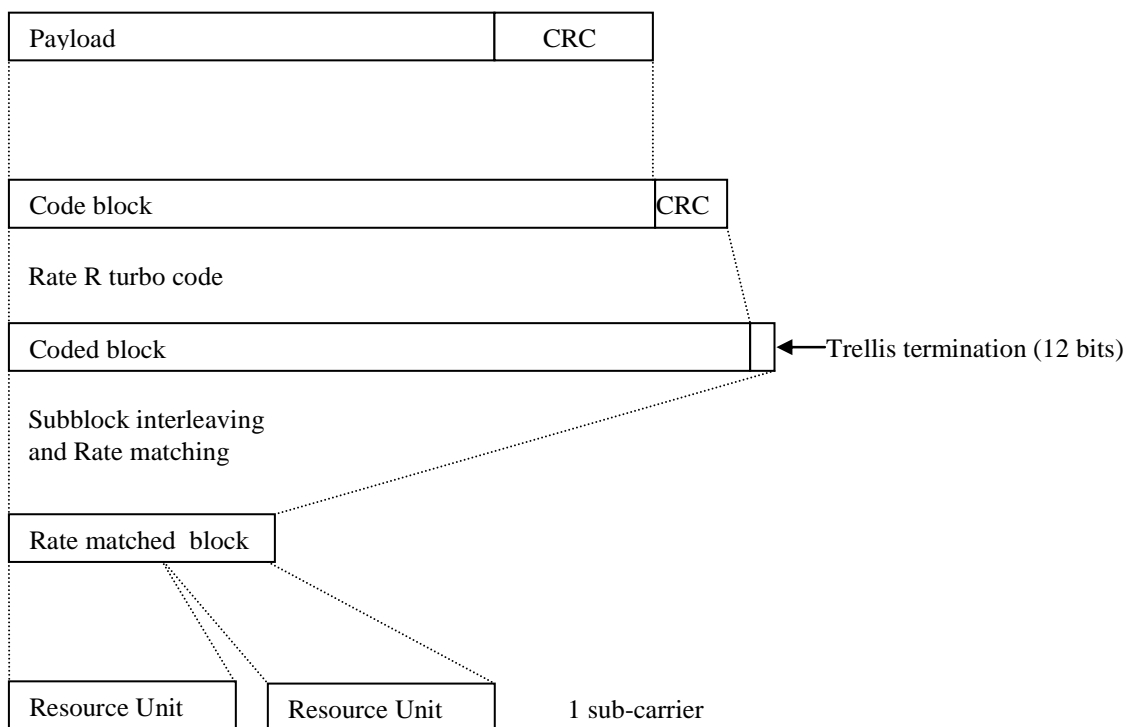 Payload CRC
Code block CRC
Rate R turbo code
Coded block Trellis termination (12 bits)
Subblock interleaving
and Rate matching
Rate matched block
Resource Unit Resource Unit 1 sub-carrier